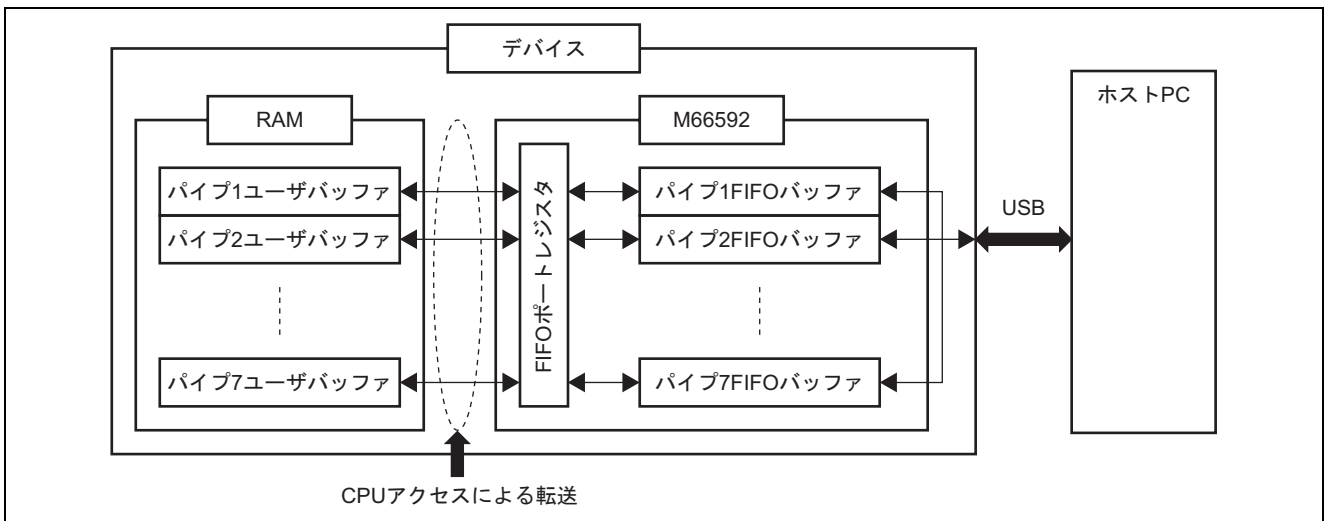 デバイス
ホストPC
RAM
M66592
パイプ1ユーザバッファ
パイプ2ユーザバッファ
パイプ7ユーザバッファ
FIFOポートレジスタ
パイプ1FIFOバッファ
パイプ2FIFOバッファ
パイプ7FIFOバッファ
USB
CPUアクセスによる転送